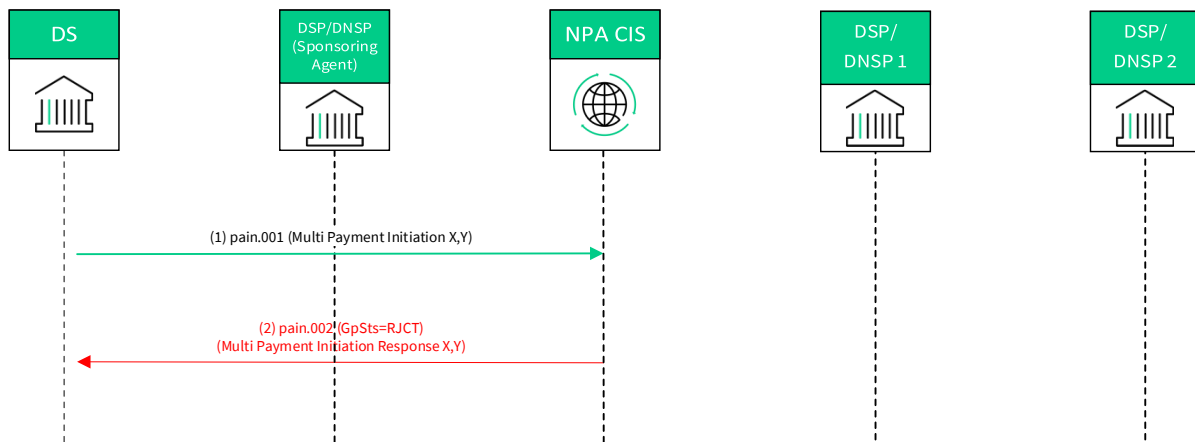 DS
DSP/DNSP
(Sponsoring
Agent)
NPA CIS
DSP/
DNSP 1
DSP/
DNSP 2
(1) pain.001 (Multi Payment Initiation X,Y)
(2) pain.002 (GpSts=RJCT)
(Multi Payment Initiation Response X,Y)